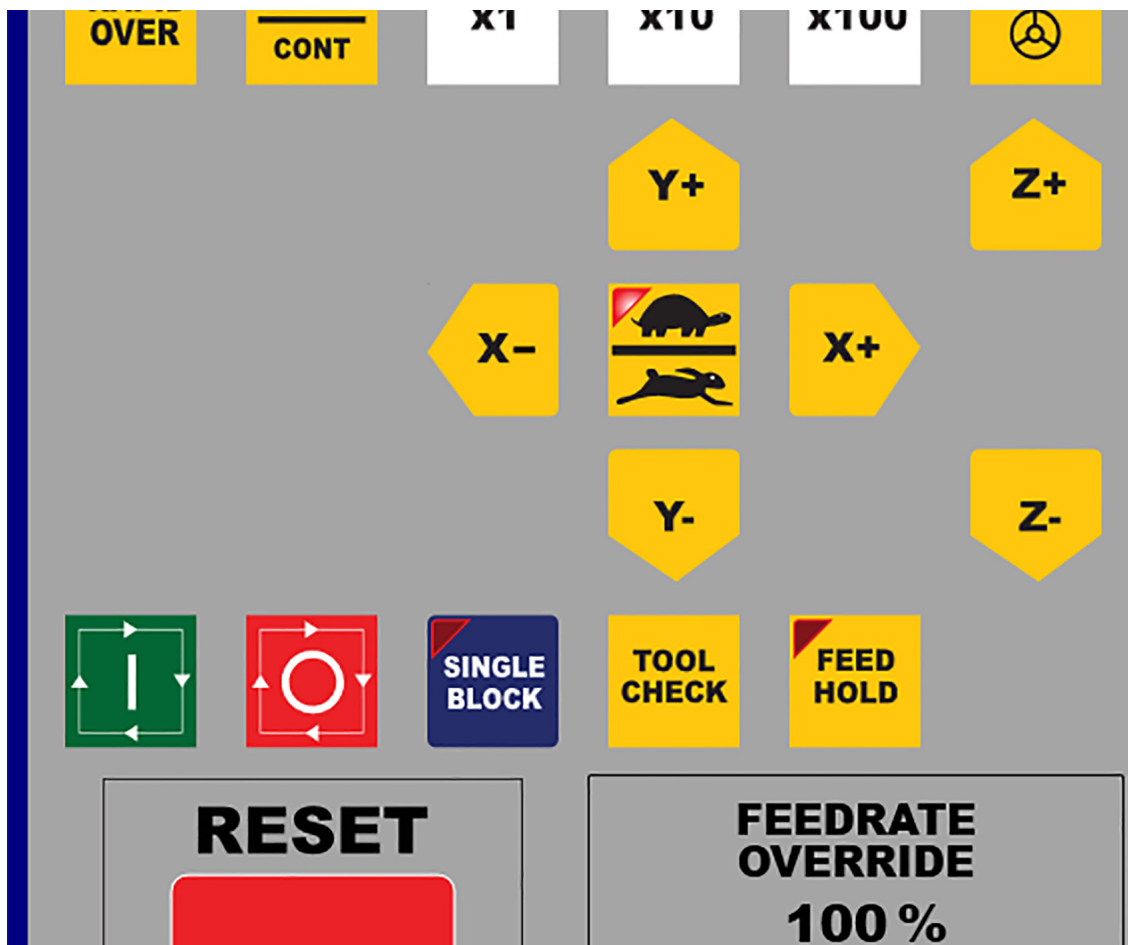 OVER
CONT
x1
x10
x100
Y+
Z+
X–
X+
Y-
Z-
SINGLE
BLOCK
TOOL
CHECK
FEED
HOLD
RESET
FEEDRATE
OVERRIDE
100 %